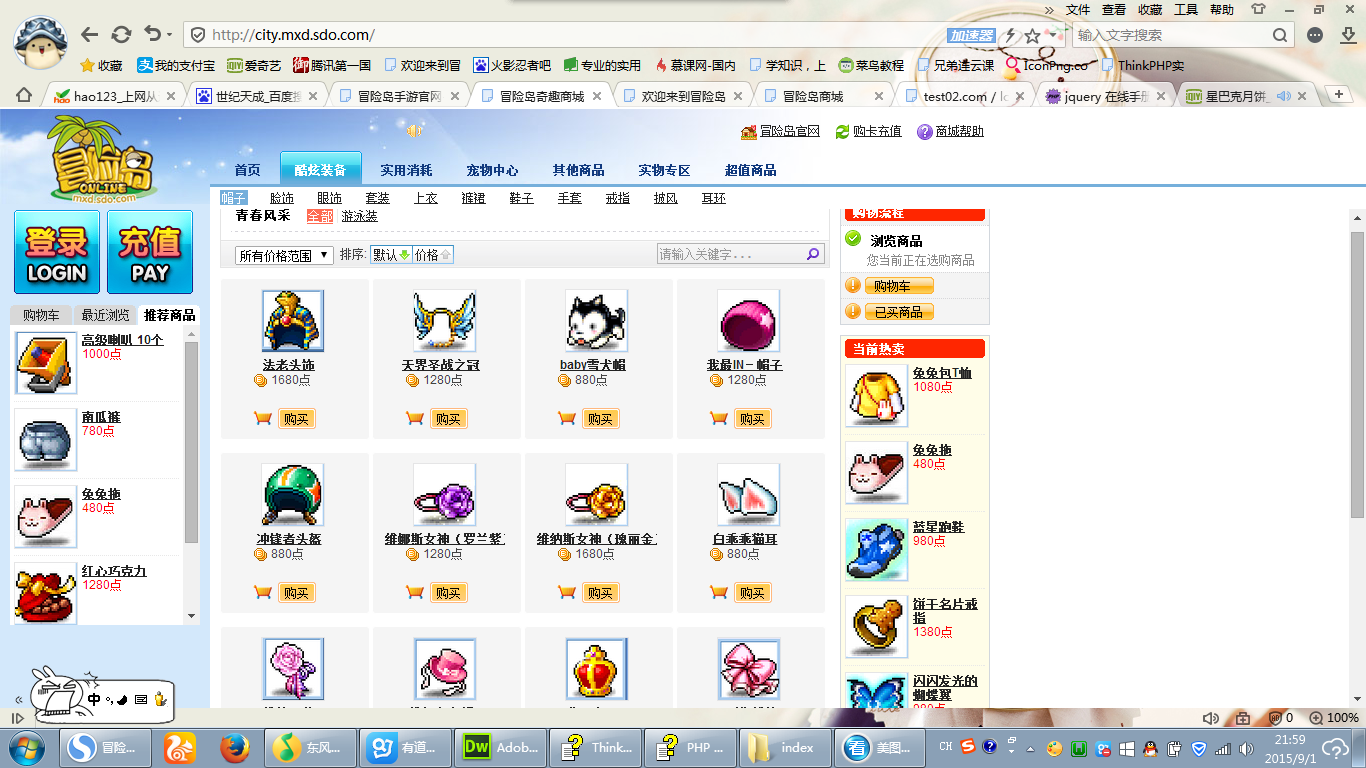 文件 查看 收藏 工具 帮助
http://city.mxd.sdo.com/ 加速器 输入文字搜索
收藏 我的支付宝 爱奇艺 腾讯第一国 欢迎来到冒 火影忍者吧 专业的实用 慕课网-国内 学知识，上 菜鸟教程 兄弟连云课 IconPng.co ThinkPHP实
hao123_上网从 世纪天成_百度搜 冒险岛手游官网 冒险岛奇趣商城 欢迎来到冒险岛 冒险岛商城 test02.com / lo jquery 在线手册 星巴克月饼_
冒险岛
ONLINE
mxd.sdo.com
冒险岛官网 购卡充值 商城帮助
首页 酷炫装备 实用消耗 宠物中心 其他商品 实物专区 超值商品
帽子 脸饰 眼饰 套装 上衣 裤裙 鞋子 手套 戒指 披风 耳环
登录 LOGIN
充值 PAY
青春风采 全部 游泳装
所有价格范围 排序: 默认 价格 请输入关键字...
购物流程
浏览商品
您当前正在选购商品
购物车
已买商品
购物车 最近浏览 推荐商品
高级喇叭 10个
1000点
南瓜裤
780点
兔兔拖
480点
红心巧克力
1280点
法老头饰 天界圣战之冠 baby雪犬帽 我最IN－帽子
1680点 1280点 880点 1280点
购买 购买 购买 购买
冲锋者头盔 维娜斯女神（罗兰紫） 维纳斯女神（瑰丽金） 白乖乖猫耳
880点 1280点 1680点 880点
购买 购买 购买 购买
当前热卖
兔兔包T恤
1080点
兔兔拖
480点
蓝星跑鞋
980点
饼干名片戒指
1380点
闪闪发光的蝴蝶翼
中
0 100%
冒险... 东风... 有道... Adob... Think... PHP ... index 美图... CH 21:59
2015/9/1